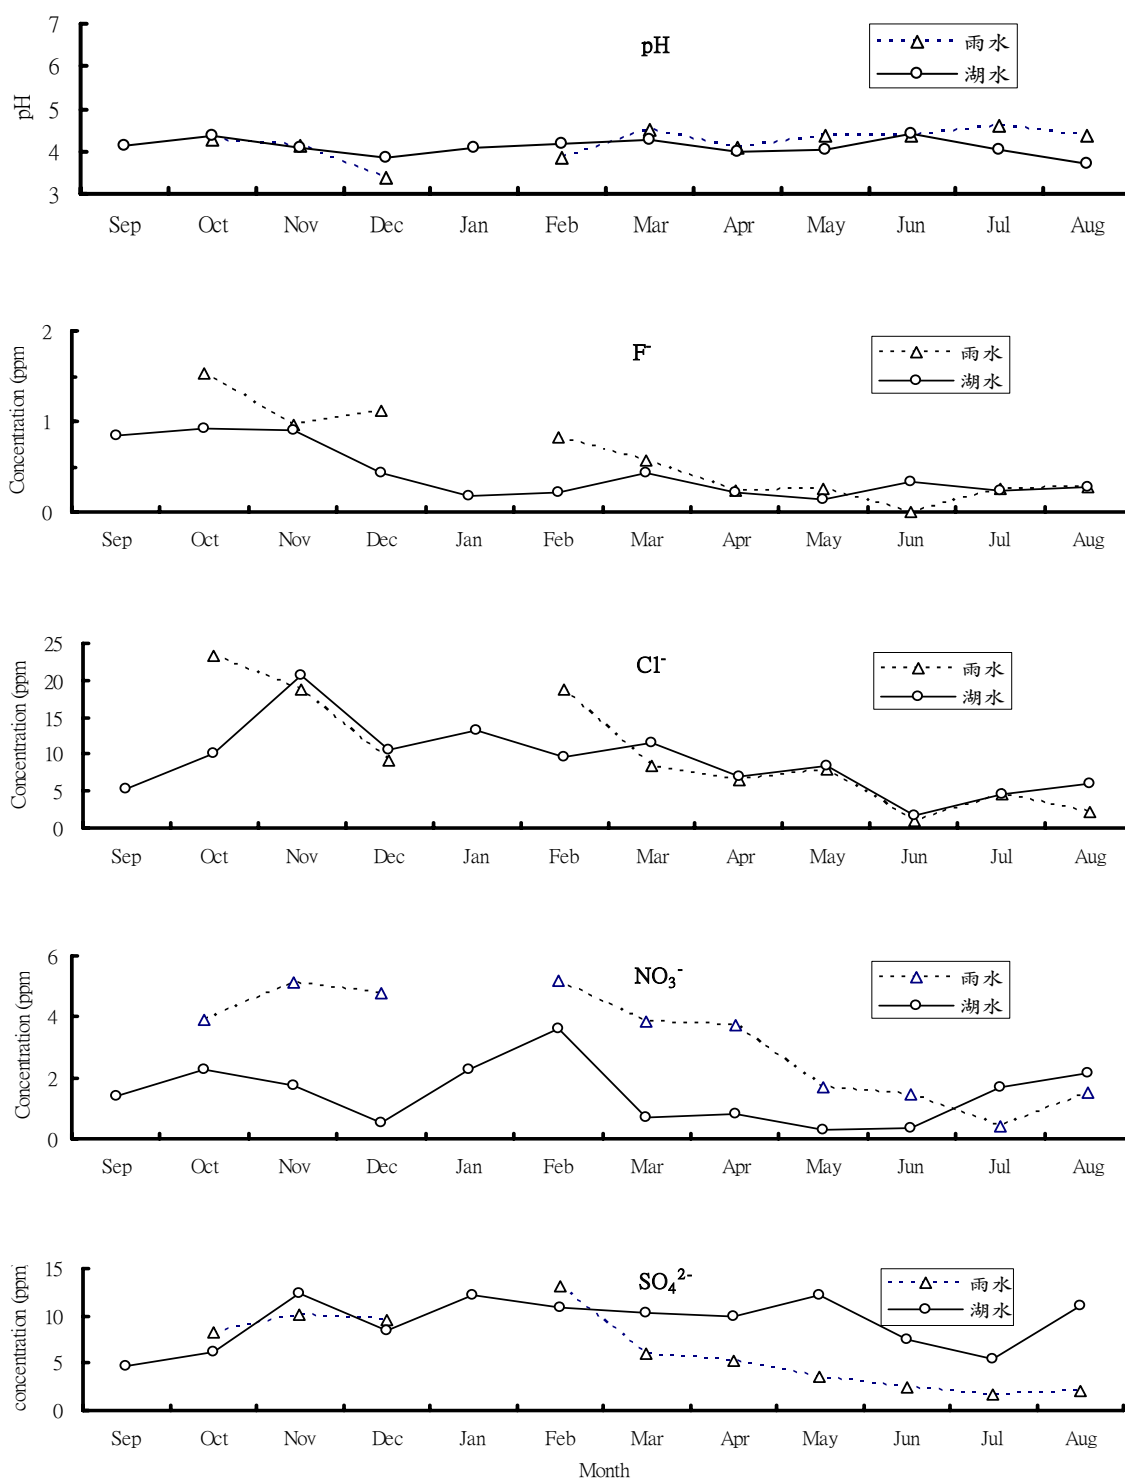 pH
雨水
湖水
7
6
5
4
3
pH
Sep Oct Nov Dec Jan Feb Mar Apr May Jun Jul Aug
F-
雨水
湖水
2
1
0
Concentration (ppm
Sep Oct Nov Dec Jan Feb Mar Apr May Jun Jul Aug
Cl-
雨水
湖水
25
20
15
10
5
0
Concentration (ppm
Sep Oct Nov Dec Jan Feb Mar Apr May Jun Jul Aug
NO3-
雨水
湖水
6
4
2
0
Concentration (ppm
Sep Oct Nov Dec Jan Feb Mar Apr May Jun Jul Aug
SO4 2-
雨水
湖水
15
10
5
0
concentration (ppm)
Sep Oct Nov Dec Jan Feb Mar Apr May Jun Jul Aug
Month